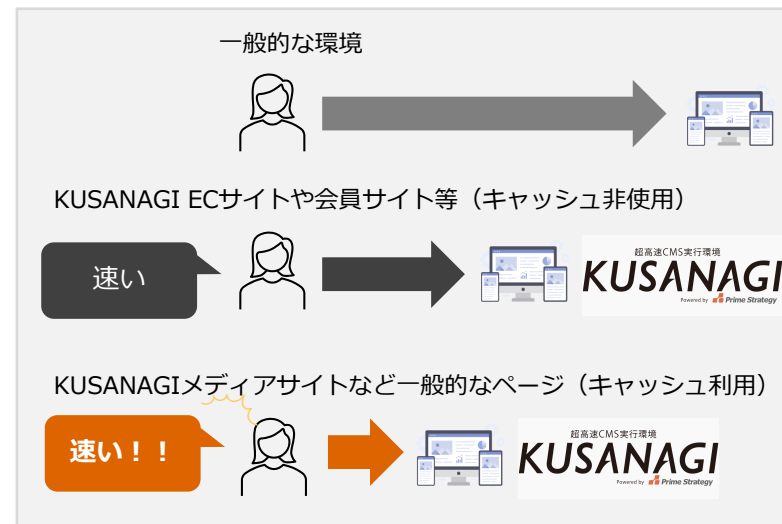 一般的な環境
KUSANAGI ECサイトや会員サイト等（キャッシュ非使用）
速い
超高速CMS実行環境
KUSANAGI
Powered by Prime Strategy
KUSANAGIメディアサイトなど一般的なページ（キャッシュ利用）
速い！！
超高速CMS実行環境
KUSANAGI
Powered by Prime Strategy